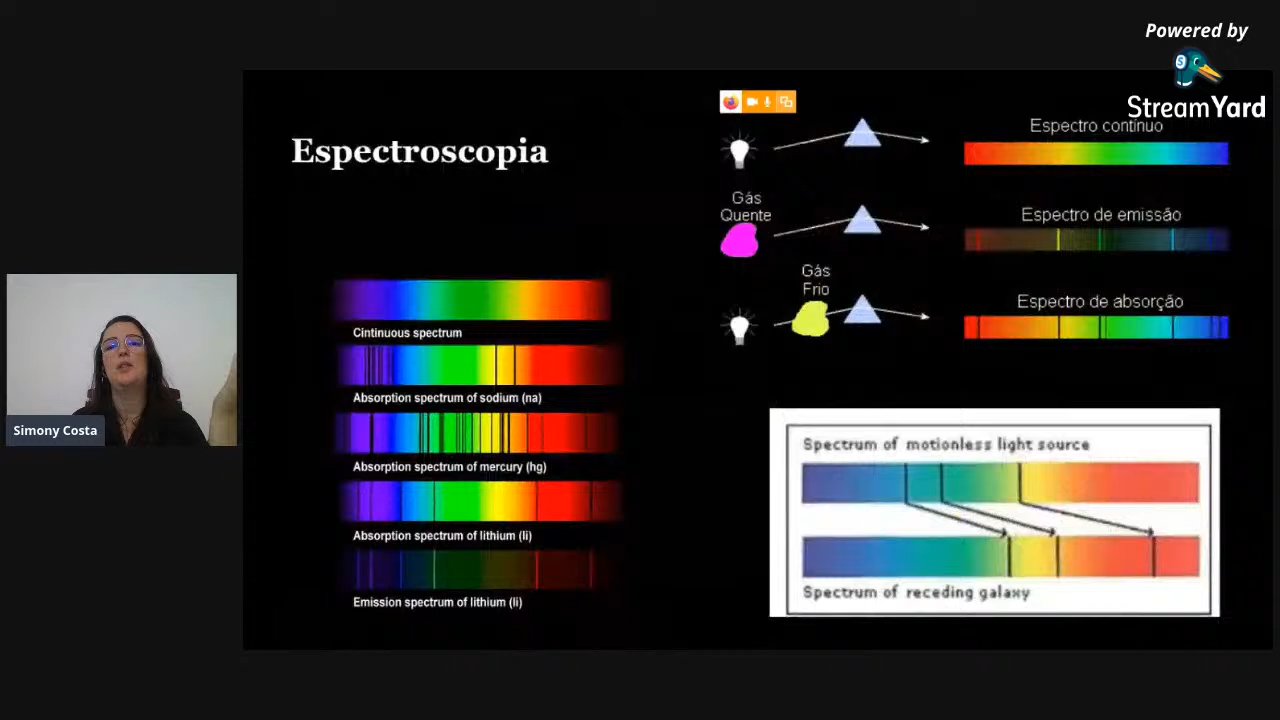 Powered by
StreamYard
Espectroscopia
Cintinuous spectrum
Absorption spectrum of sodium (na)
Absorption spectrum of mercury (hg)
Absorption spectrum of lithium (li)
Emission spectrum of lithium (li)
Espectro contínuo
Gás
Quente
Espectro de emissão
Gás
Frio
Espectro de absorção
Spectrum of motionless light source
Spectrum of receding galaxy
Simony Costa